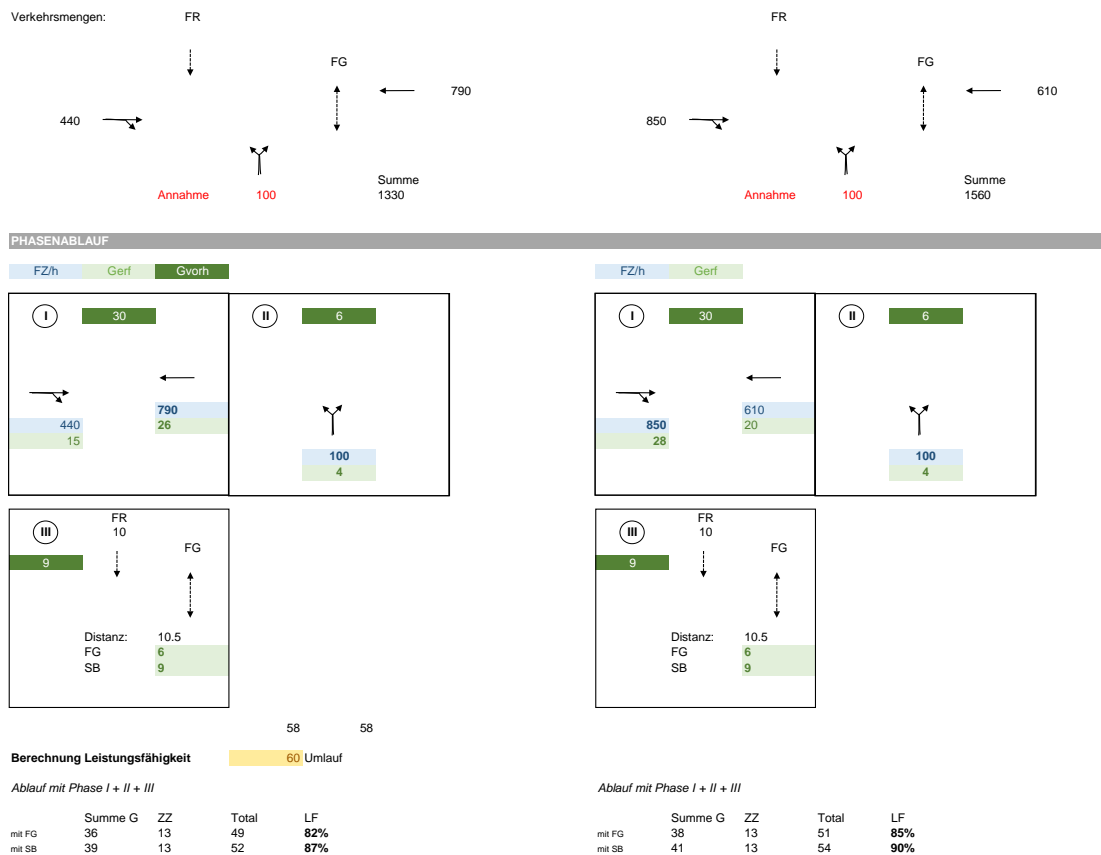 Verkehrsmengen: FR FR
FG FG
790 610
440 850
Summe Summe
Annahme 100 1330 Annahme 100 1560
PHASENABLAUF
FZ/h Gerf Gvorh FZ/h Gerf
I 30 II 6 I 30 II 6
790 610
440 26 850 20
15 28
100 100
4 4
FR FR
III 10 III 10
FG FG
9 9
Distanz: 10.5 Distanz: 10.5
FG 6 FG 6
SB 9 SB 9
58 58
Berechnung Leistungsfähigkeit 60 Umlauf
Ablauf mit Phase I + II + III Ablauf mit Phase I + II + III
Summe G ZZ Total LF Summe G ZZ Total LF
mit FG 36 13 49 82% mit FG 38 13 51 85%
mit SB 39 13 52 87% mit SB 41 13 54 90%